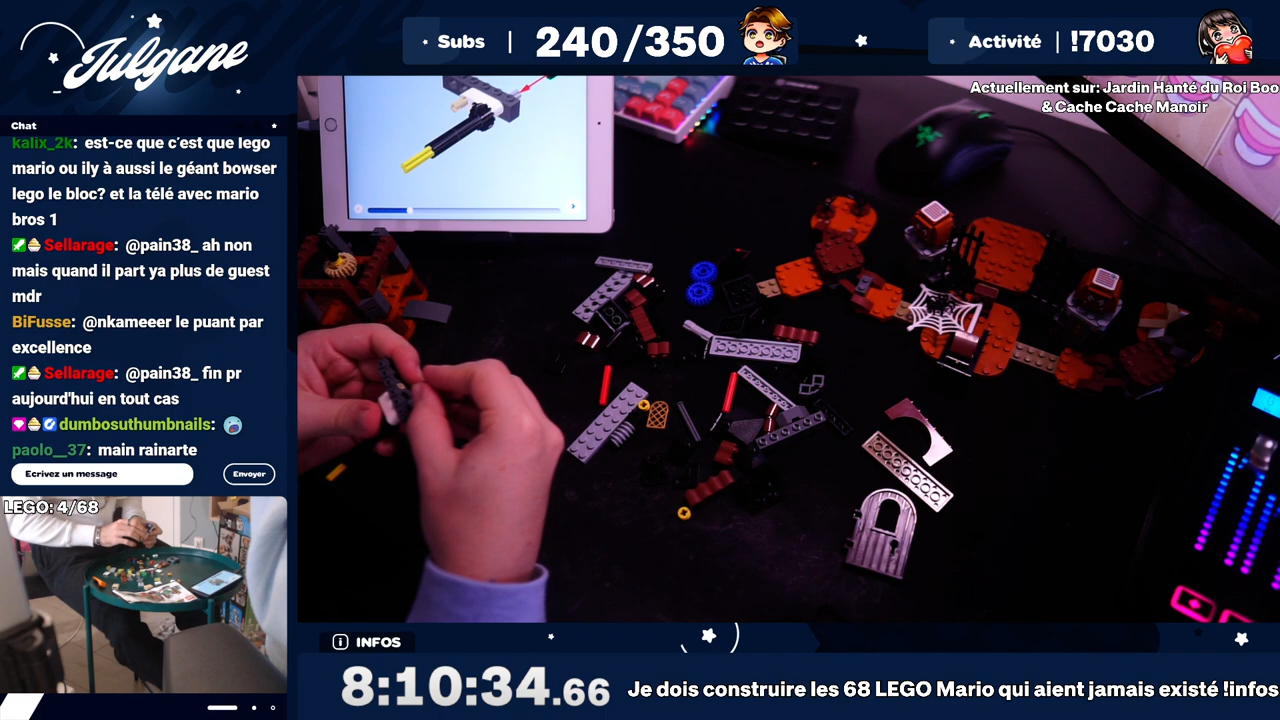 Julgane
Subs | 240/350
Activité | !7030
Actuellement sur: Jardin Hanté du Roi Boo
& Cache Cache Manoir
Chat
kalix_2k: est-ce que c'est que lego
mario ou ily à aussi le géant bowser
lego le bloc? et la télé avec mario
bros 1
Sellarage: @pain38_ ah non
mais quand il part ya plus de guest
mdr
BiFusse: @nkameeer le puant par
excellence
Sellarage: @pain38_ fin pr
aujourd'hui en tout cas
dumbosuthumbnails:
paolo__37: main rainarte
Ecrivez un message
Envoyer
LEGO: 4/68
INFOS
8:10:34.66
Je dois construire les 68 LEGO Mario qui aient jamais existé !infos